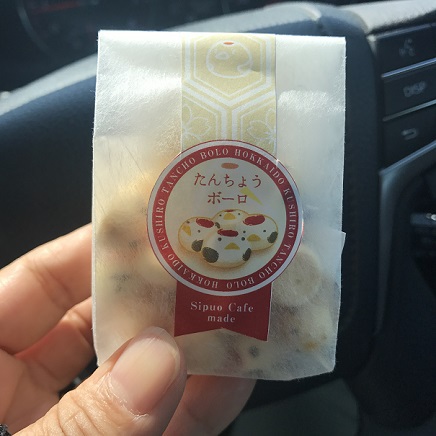 HOKKAIDO KUSHIRO TANCHO BOLO HOKKAIDO KUSHIRO TANCHO BOLO
たんちょう
ボーロ
Sipuo Cafe
made
DISP